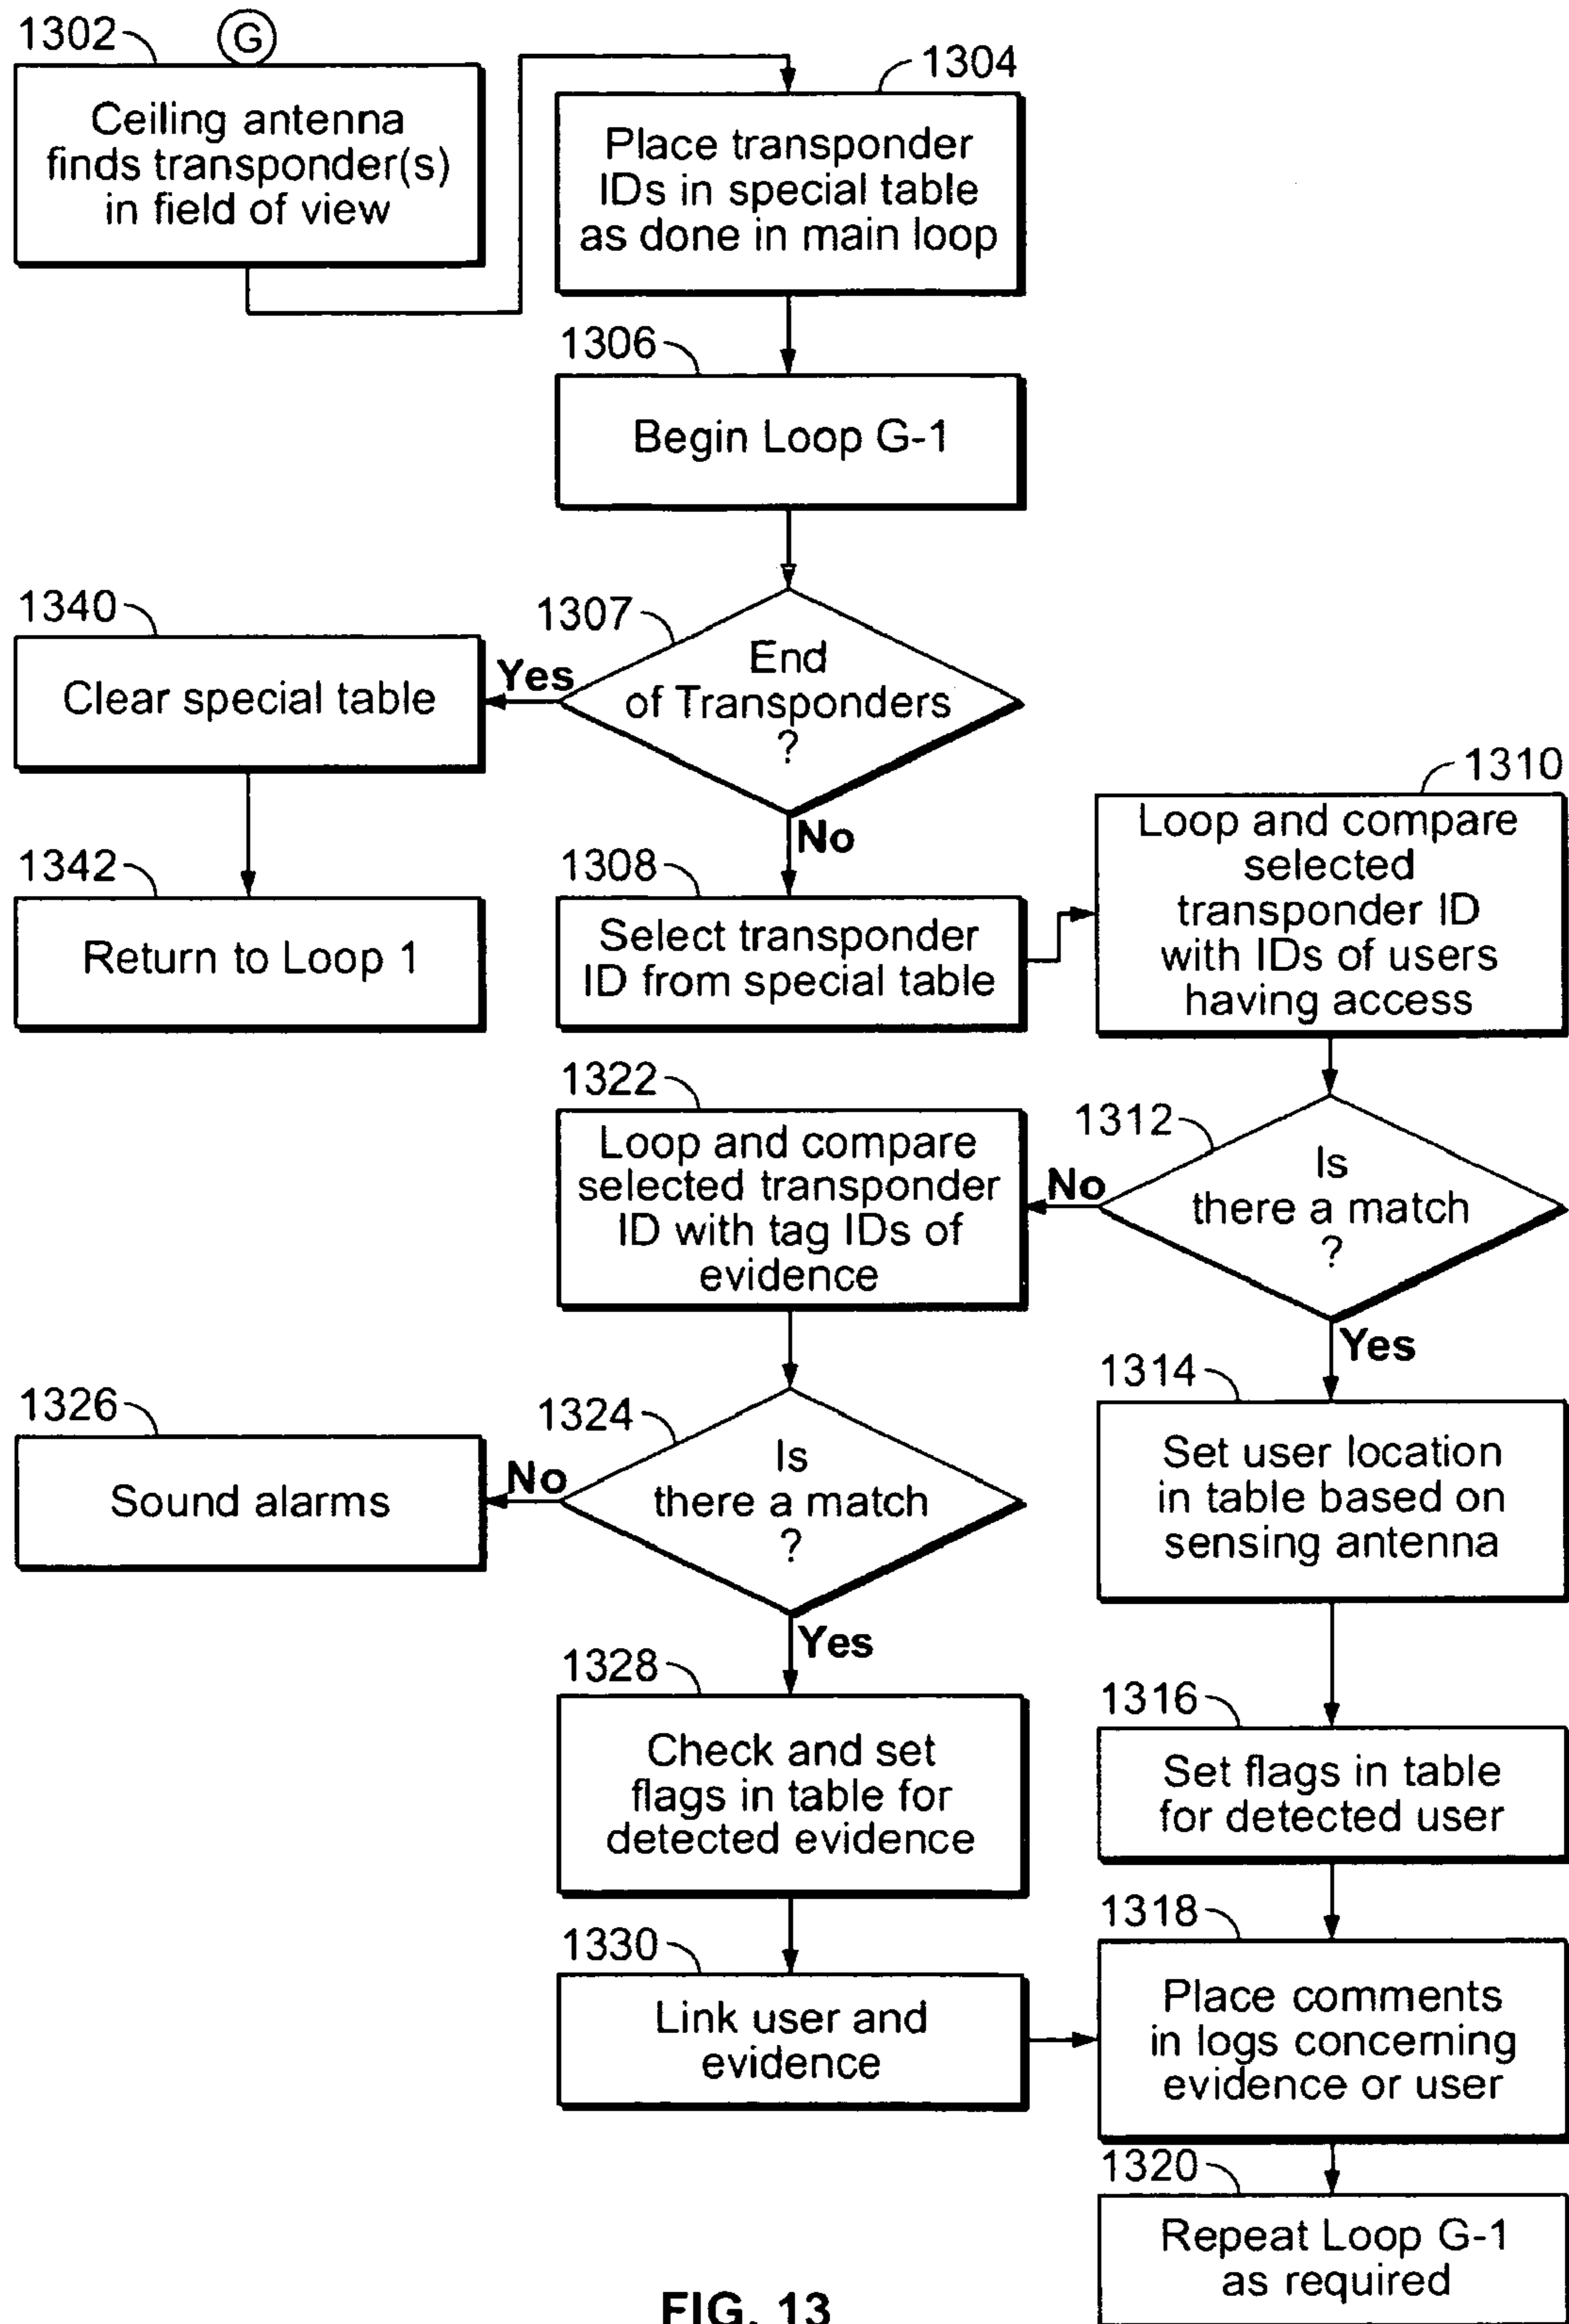 1302
G
Ceiling antenna
finds transponder(s)
in field of view
1304
Place transponder
IDs in special table
as done in main loop
1306
Begin Loop G-1
1307
End
of Transponders
?
Yes
No
1340
Clear special table
1342
Return to Loop 1
1308
Select transponder
ID from special table
1310
Loop and compare
selected
transponder ID
with IDs of users
having access
1312
Is
there a match
?
No
Yes
1322
Loop and compare
selected transponder
ID with tag IDs of
evidence
1324
Is
there a match
?
No
Yes
1326
Sound alarms
1314
Set user location
in table based on
sensing antenna
1328
Check and set
flags in table for
detected evidence
1316
Set flags in table
for detected user
1330
Link user and
evidence
1318
Place comments
in logs concerning
evidence or user
1320
Repeat Loop G-1
as required
FIG. 13